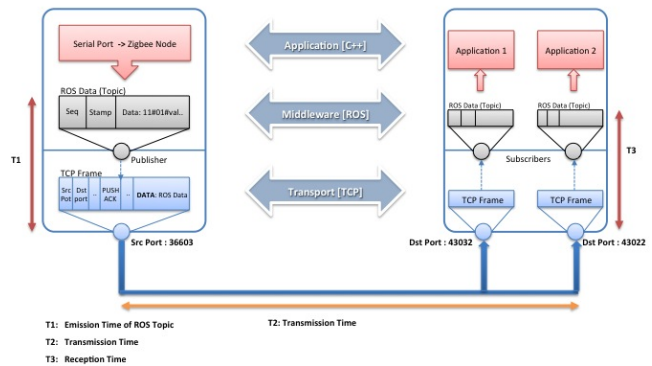 Serial Port -> Zigbee Node
Application [C++]
Application 1
Application 2
ROS Data (Topic)
Seq
Stamp
Data: 11#01#val..
Middleware [ROS]
ROS Data (Topic)
ROS Data (Topic)
T1
T3
Publisher
Subscribers
TCP Frame
Src Pot
Dst port
..
PUSH ACK
..
DATA: ROS Data
Transport [TCP]
TCP Frame
TCP Frame
Src Port : 36603
Dst Port : 43032
Dst Port : 43022
T2: Transmission Time
T1: Emission Time of ROS Topic
T2: Transmission Time
T3: Reception Time